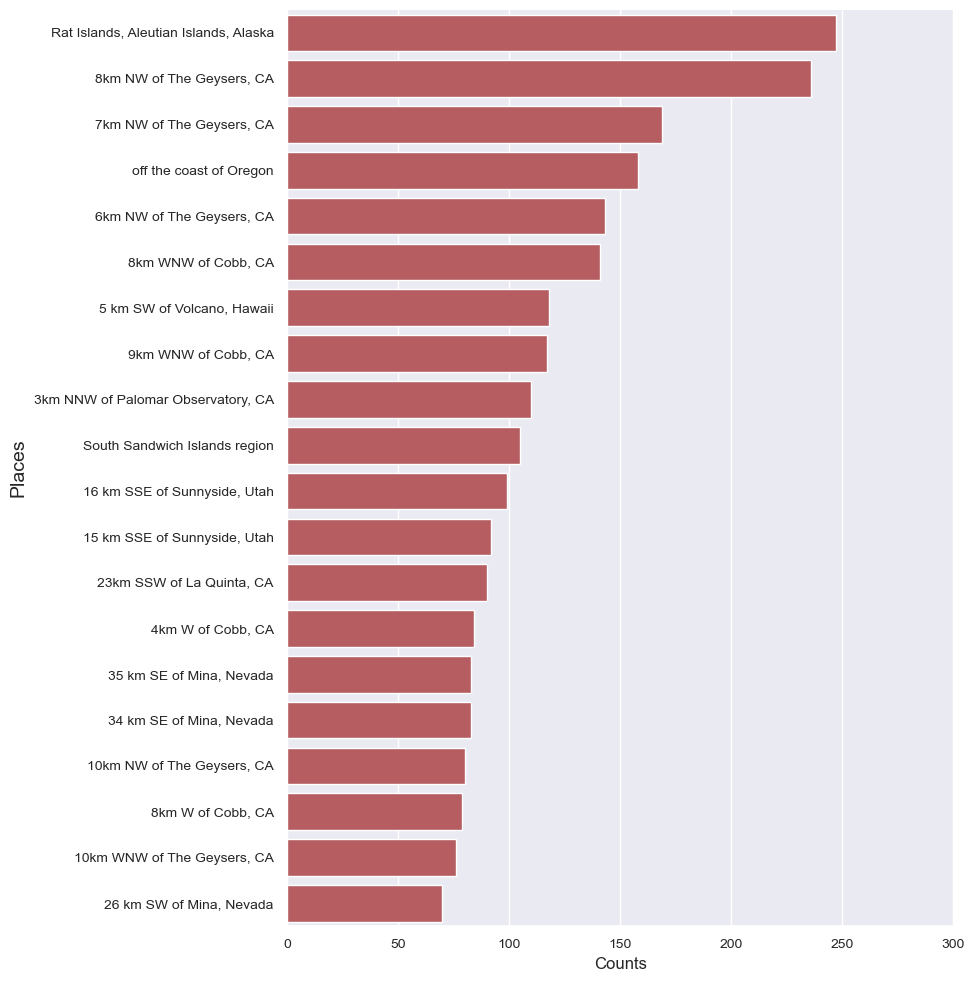 Rat Islands, Aleutian Islands, Alaska
8km NW of The Geysers, CA
7km NW of The Geysers, CA
off the coast of Oregon
6km NW of The Geysers, CA
8km WNW of Cobb, CA
5 km SW of Volcano, Hawaii
9km WNW of Cobb, CA
3km NNW of Palomar Observatory, CA
South Sandwich Islands region
16 km SSE of Sunnyside, Utah
15 km SSE of Sunnyside, Utah
23km SSW of La Quinta, CA
4km W of Cobb, CA
35 km SE of Mina, Nevada
34 km SE of Mina, Nevada
10km NW of The Geysers, CA
8km W of Cobb, CA
10km WNW of The Geysers, CA
26 km SW of Mina, Nevada
Places
0 50 100 150 200 250 300
Counts